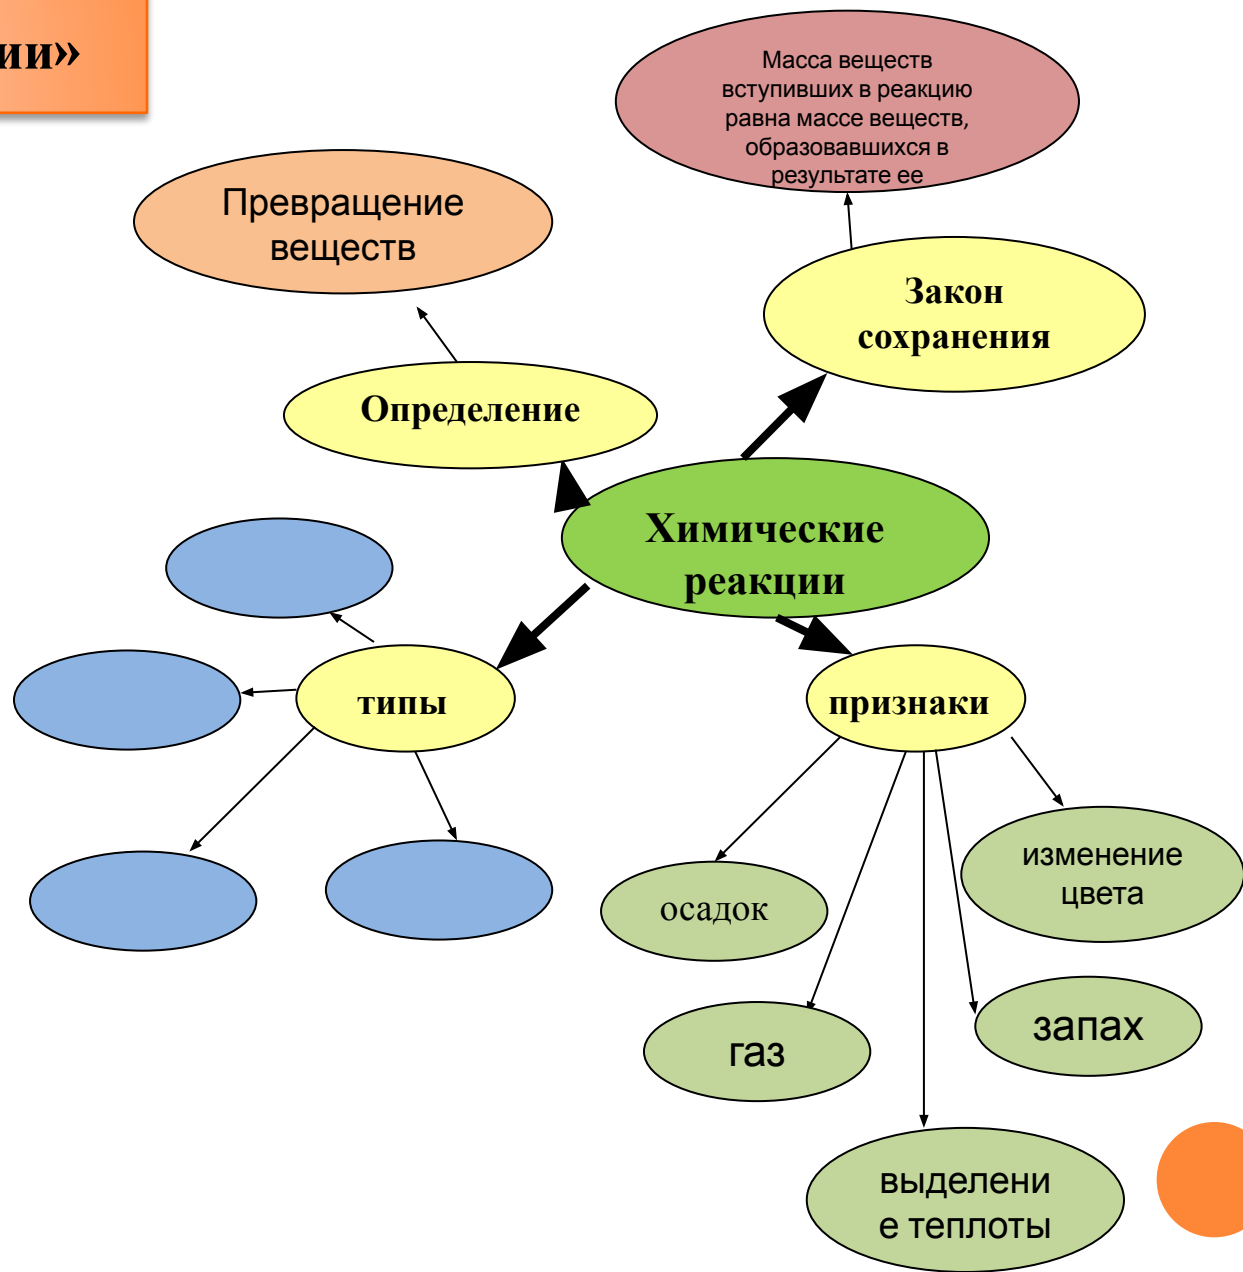 ии»
Масса веществ
вступивших в реакцию
равна массе веществ,
образовавшихся в
результате ее
Превращение
веществ
Закон
сохранения
Определение
Химические
реакции
типы
признаки
изменение
цвета
осадок
запах
газ
выделени
е теплоты